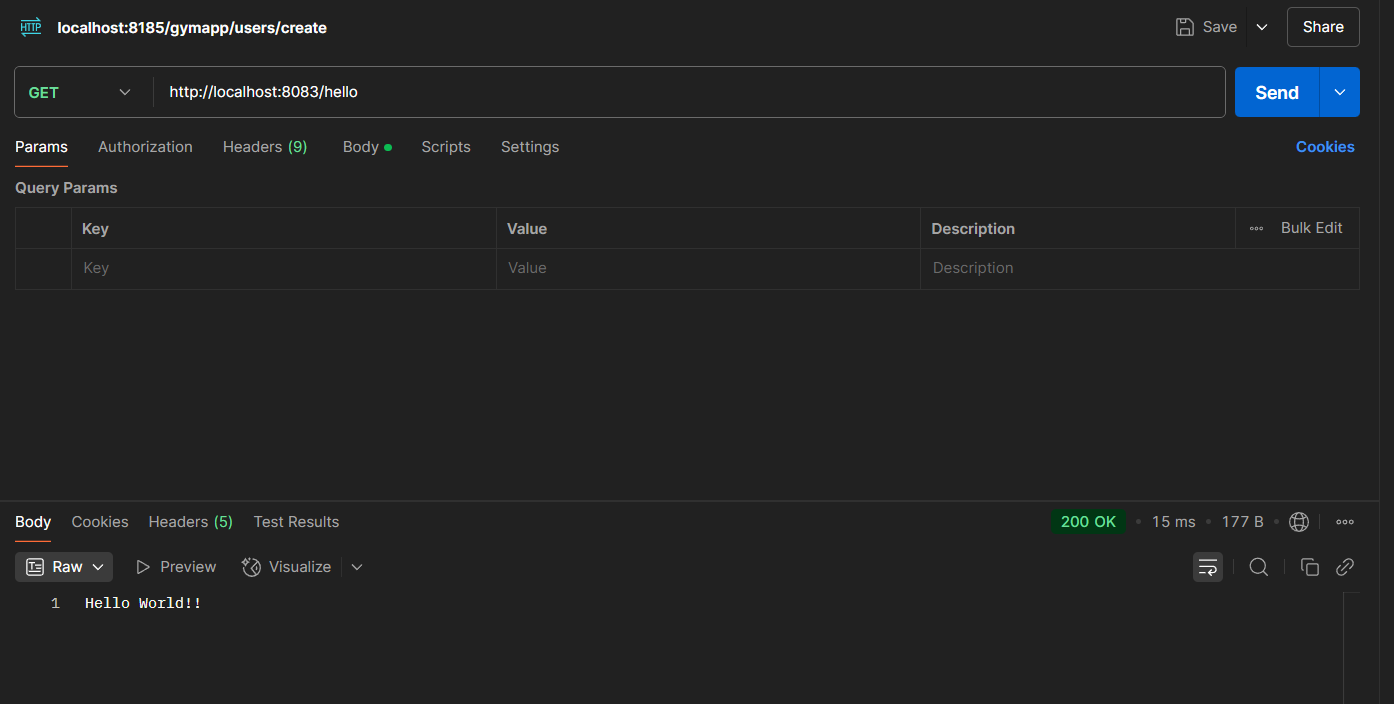 HTTP localhost:8185/gymapp/users/create Save Share
GET http://localhost:8083/hello Send
Params Authorization Headers (9) Body Scripts Settings Cookies
Query Params
Key Value Description Bulk Edit
Key Value Description
Body Cookies Headers (5) Test Results 200 OK 15 ms 177 B
Raw Preview Visualize
1 Hello World!!